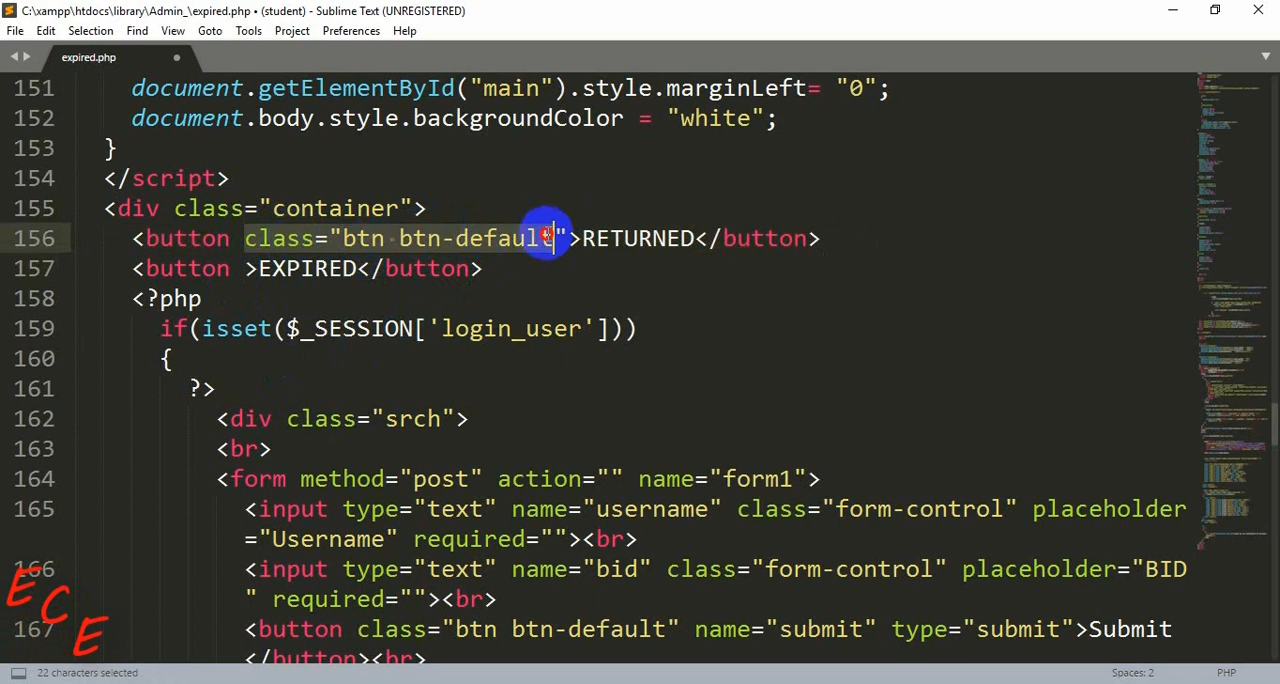 C:\xampp\htdocs\library\Admin_\expired.php • (student) - Sublime Text (UNREGISTERED)
File Edit Selection Find View Goto Tools Project Preferences Help
expired.php
151 document.getElementById("main").style.marginLeft= "0";
152 document.body.style.backgroundColor = "white";
153 }
154 </script>
155 <div class="container">
156 <button class="btn btn-default">RETURNED</button>
157 <button >EXPIRED</button>
158 <?php
159 if(isset($_SESSION['login_user']))
160 {
161 ?>
162 <div class="srch">
163 <br>
164 <form method="post" action="" name="form1">
165 <input type="text" name="username" class="form-control" placeholder
="Username" required=""><br>
166 <input type="text" name="bid" class="form-control" placeholder="BID
" required=""><br>
167 <button class="btn btn-default" name="submit" type="submit">Submit
</button><br>
ECE
22 characters selected Spaces: 2 PHP